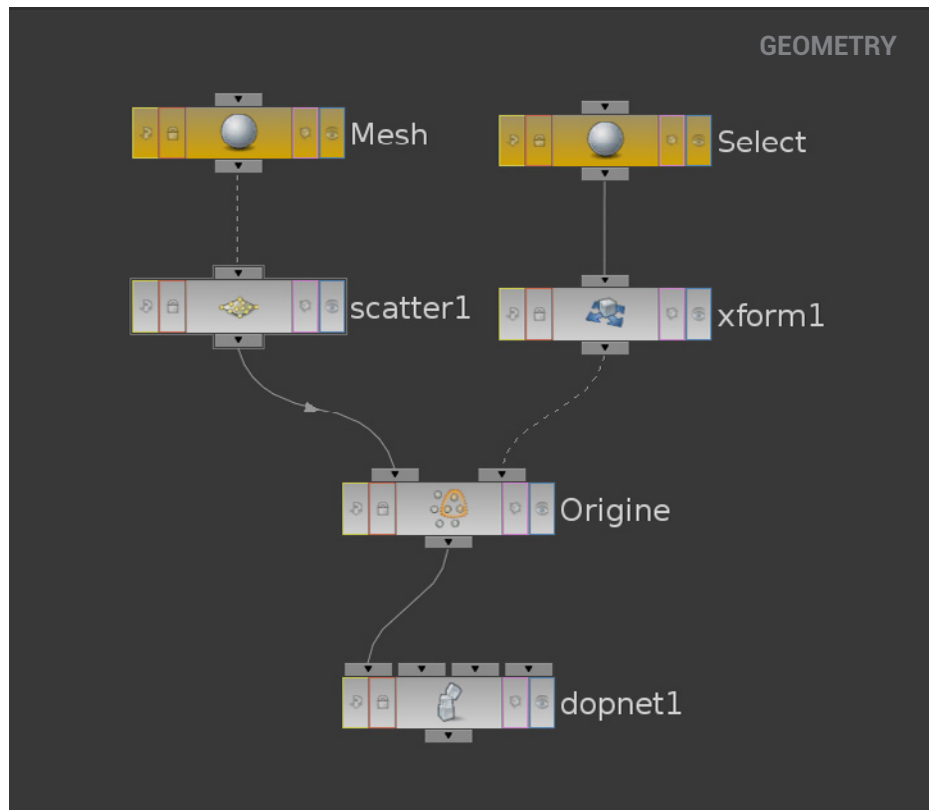 GEOMETRY
Mesh
Select
scatter1
xform1
Origine
dopnet1